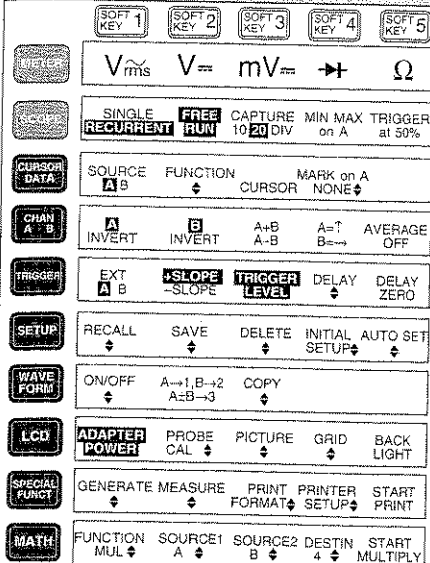 SOFT KEY 1 SOFT KEY 2 SOFT KEY 3 SOFT KEY 4 SOFT KEY 5
METER
V~rms V⎓ mV⎓ Ω
SCOPE
SINGLE FREE CAPTURE MIN MAX TRIGGER
RECURRENT RUN 10 20 DIV on A at 50%
CURSOR
DATA
SOURCE FUNCTION MARK on A
A B ♦ CURSOR NONE♦
CHAN
A B
A B A+B A=↑ AVERAGE
INVERT INVERT A-B B=→ OFF
TRIGGER
EXT +SLOPE TRIGGER DELAY DELAY
A B −SLOPE LEVEL ♦ ZERO
SETUP
RECALL SAVE DELETE INITIAL AUTO SET
♦ ♦ ♦ SETUP♦ ♦
WAVE
FORM
ON/OFF A→1,B→2 COPY
♦ A±B→3 ♦
LCD
ADAPTER PROBE PICTURE GRID BACK
POWER CAL ♦ ♦ ♦ LIGHT
SPECIAL
FUNCT
GENERATE MEASURE PRINT PRINTER START
♦ ♦ FORMAT♦ SETUP♦ PRINT
MATH
FUNCTION SOURCE1 SOURCE2 DESTIN START
MUL ♦ A ♦ B ♦ 4 ♦ MULTIPLY